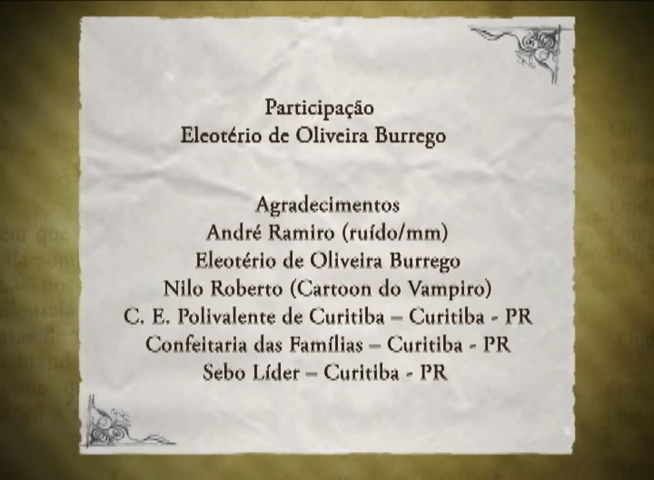 Participação
Eleotério de Oliveira Burrego
Agradecimentos
André Ramiro (ruído/mm)
Eleotério de Oliveira Burrego
Nilo Roberto (Cartoon do Vampiro)
C. E. Polivalente de Curitiba – Curitiba - PR
Confeitaria das Famílias – Curitiba - PR
Sebo Líder – Curitiba - PR